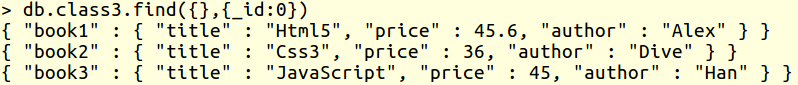 > db.class3.find({},{_id:0})
{ "book1" : { "title" : "Html5", "price" : 45.6, "author" : "Alex" } }
{ "book2" : { "title" : "Css3", "price" : 36, "author" : "Dive" } }
{ "book3" : { "title" : "JavaScript", "price" : 45, "author" : "Han" } }